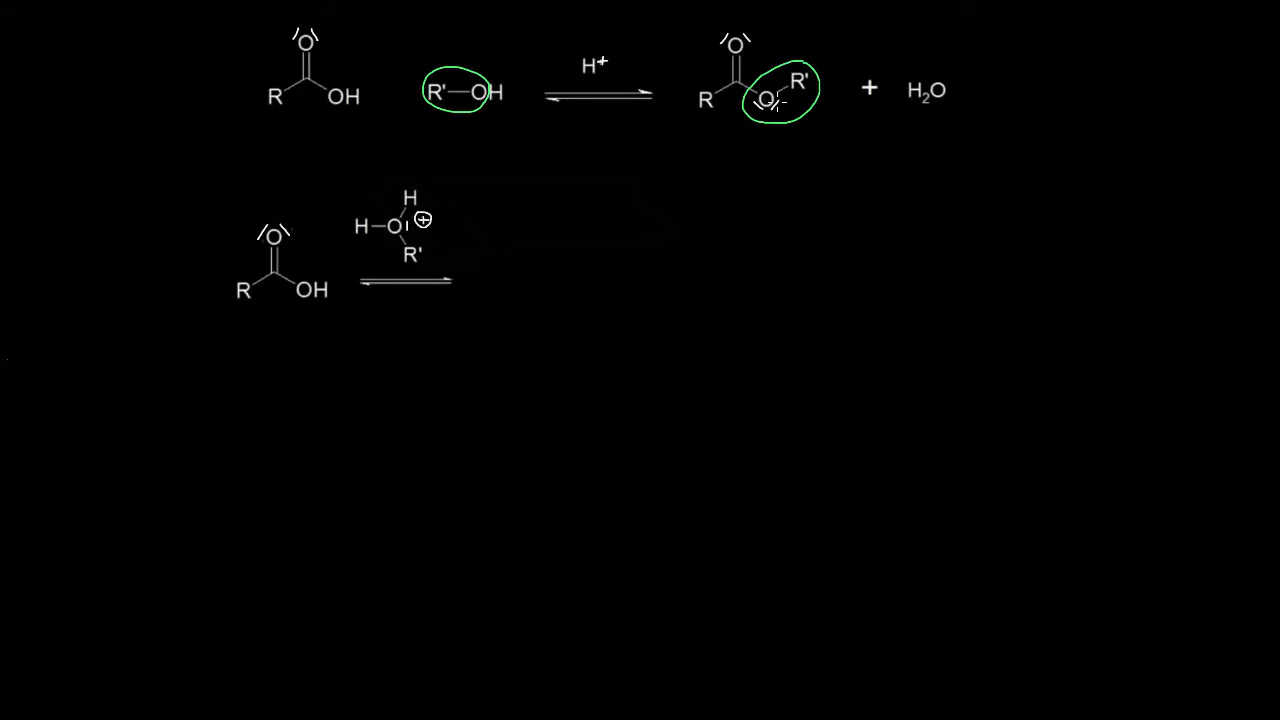 O H⁺ O R'
R OH R'—OH R O + H₂O
H
O H—O ⊕
R'
R OH